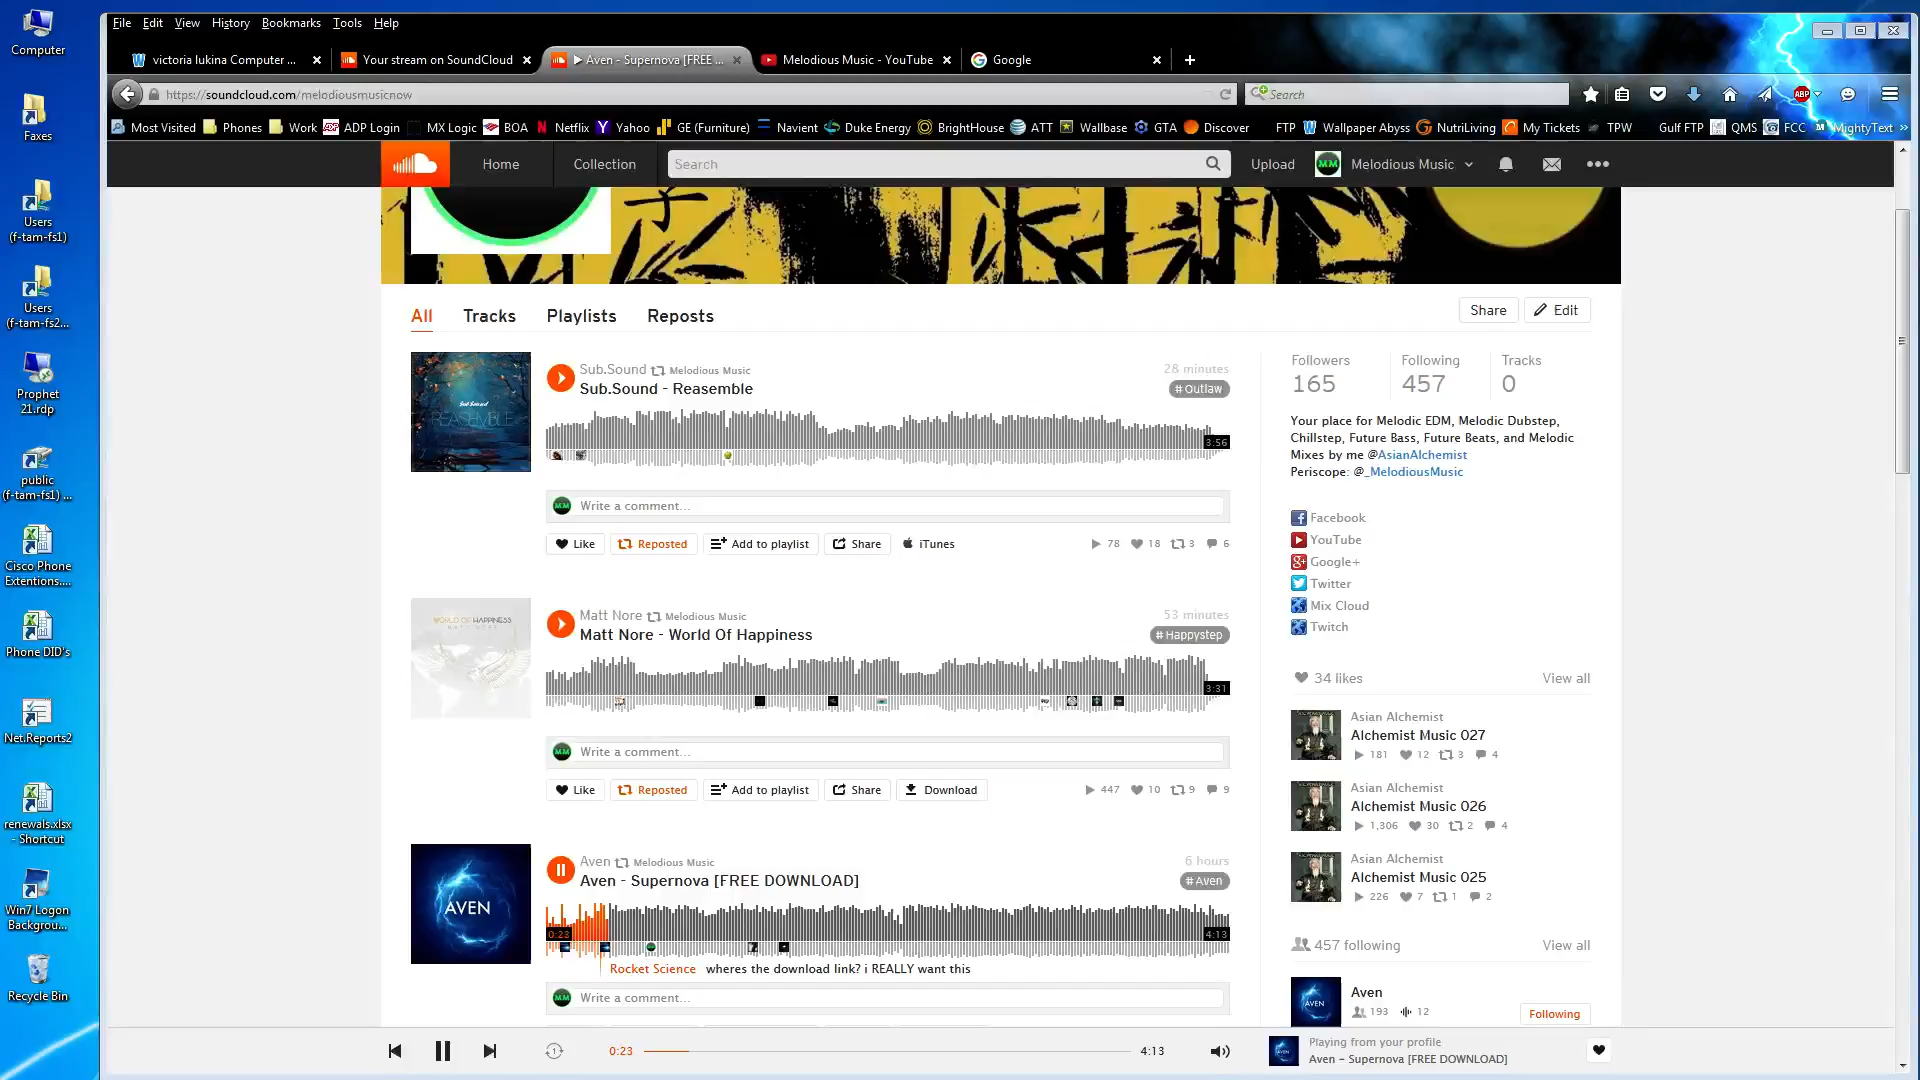 Computer
Faxes
Users
(f-tam-fs1)
Users
(f-tam-fs2...
Prophet
21.rdp
public
(f-tam-fs1) ...
Cisco Phone
Extentions....
Phone DID's
Net.Reports2
renewals.xlsx
- Shortcut
Win7 Logon
Backgrou...
Recycle Bin
File Edit View History Bookmarks Tools Help
victoria lukina Computer ...
Your stream on SoundCloud
Aven - Supernova [FREE ...
Melodious Music - YouTube
Google
https://soundcloud.com/melodiousmusicnow
Search
ABP
Most Visited Phones Work ADP Login MX Logic BOA Netflix Yahoo GE (Furniture) Navient Duke Energy BrightHouse ATT Wallbase GTA Discover FTP Wallpaper Abyss NutriLiving My Tickets TPW Gulf FTP QMS FCC MightyText
Home Collection Search Upload Melodious Music
All Tracks Playlists Reposts
Share Edit
Sub.Sound Melodious Music
28 minutes
Sub.Sound - Reasemble
# Outlaw
Sub.Sound
REASEMBLE
3:56
Write a comment...
Like Reposted Add to playlist Share iTunes 78 18 3 6
Matt Nore Melodious Music
53 minutes
Matt Nore - World Of Happiness
# Happystep
WORLD OF HAPPINESS
MATT NORE
3:31
Write a comment...
Like Reposted Add to playlist Share Download 447 10 9 9
Aven Melodious Music
6 hours
Aven - Supernova [FREE DOWNLOAD]
# Aven
AVEN
0:23
4:13
Rocket Science wheres the download link? i REALLY want this
Write a comment...
Followers
165
Following
457
Tracks
0
Your place for Melodic EDM, Melodic Dubstep,
Chillstep, Future Bass, Future Beats, and Melodic
Mixes by me @AsianAlchemist
Periscope: @_MelodiousMusic
Facebook
YouTube
Google+
Twitter
Mix Cloud
Twitch
34 likes View all
Asian Alchemist
Alchemist Music 027
181 12 3 4
Asian Alchemist
Alchemist Music 026
1,306 30 2 4
Asian Alchemist
Alchemist Music 025
226 7 1 2
457 following View all
AVEN
Aven
193 12
Following
0:23
4:13
Playing from your profile
Aven - Supernova [FREE DOWNLOAD]